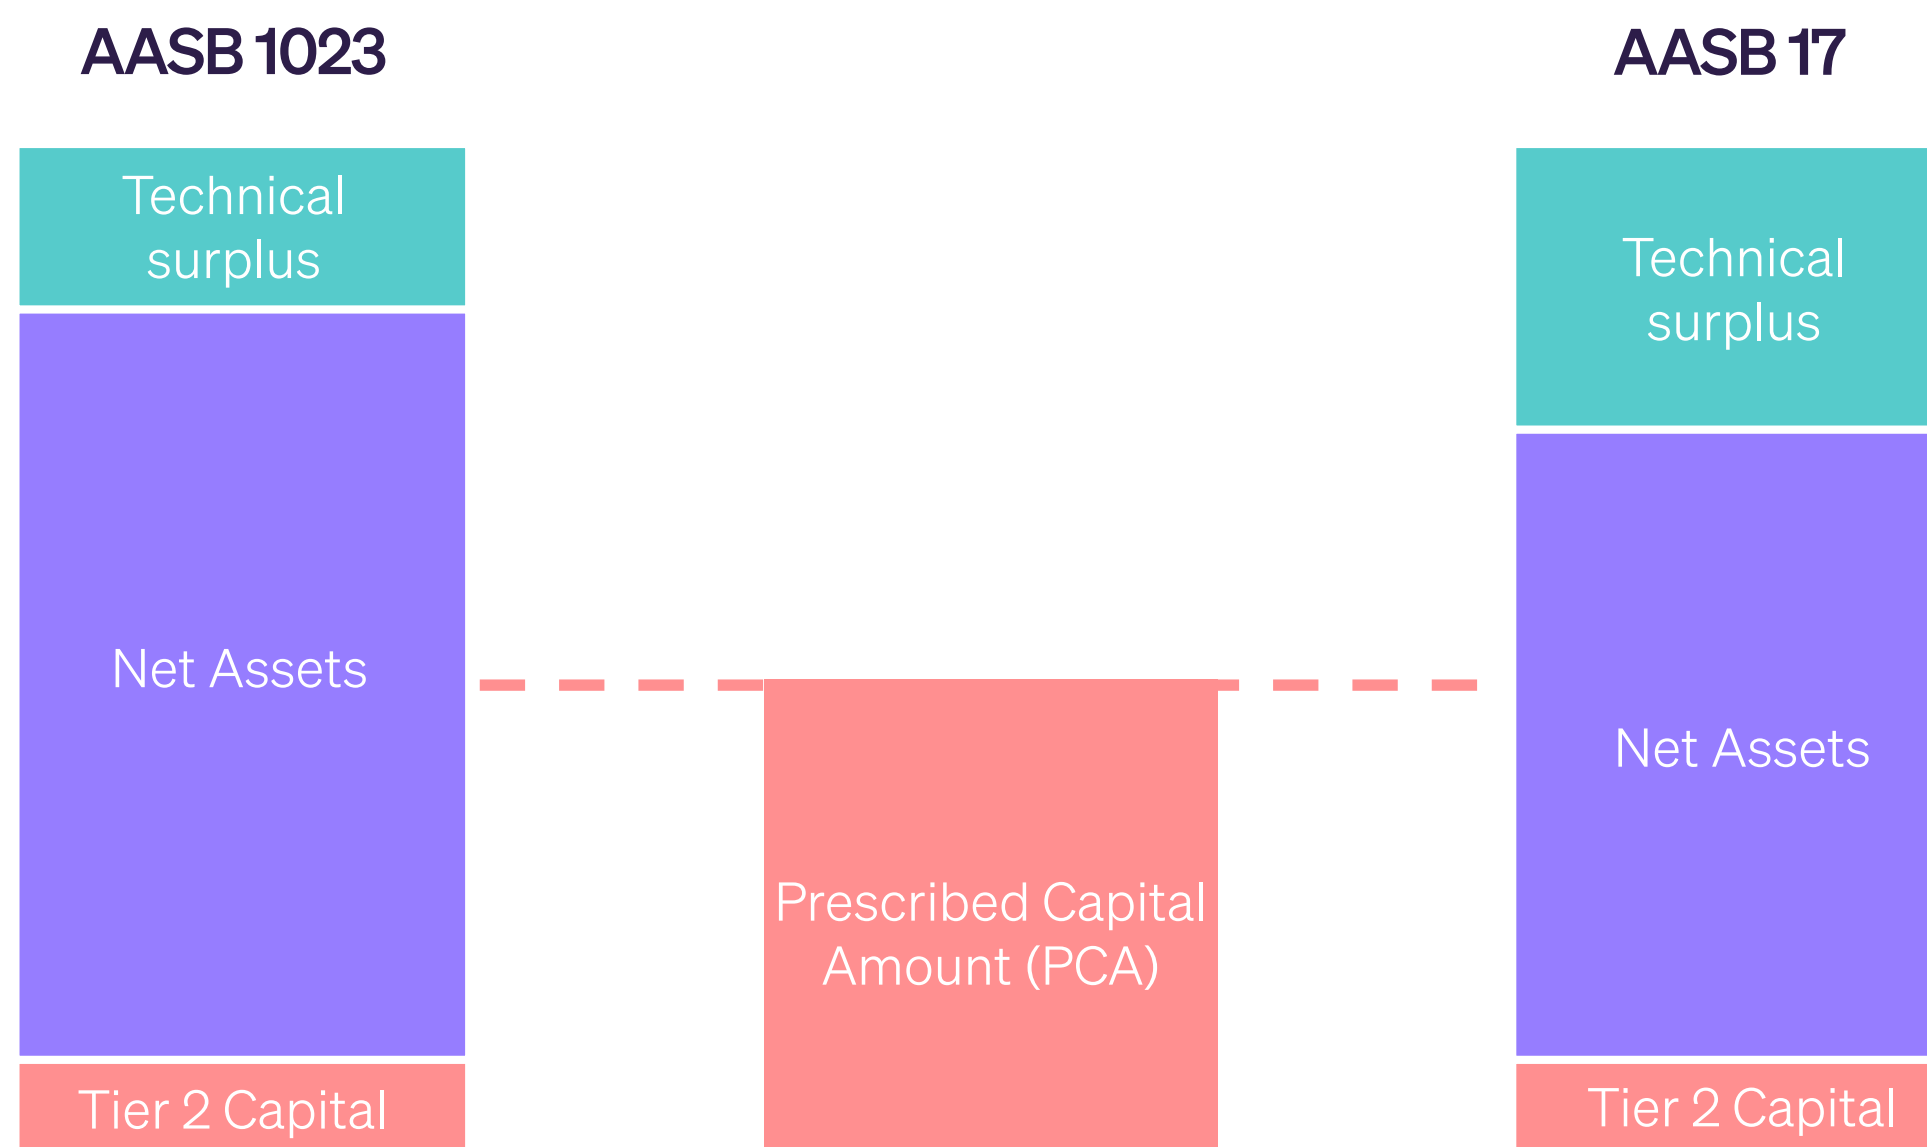 AASB 1023
AASB 17
Technical
surplus
Technical
surplus
Net Assets
Net Assets
Prescribed Capital
Amount (PCA)
Tier 2 Capital
Tier 2 Capital